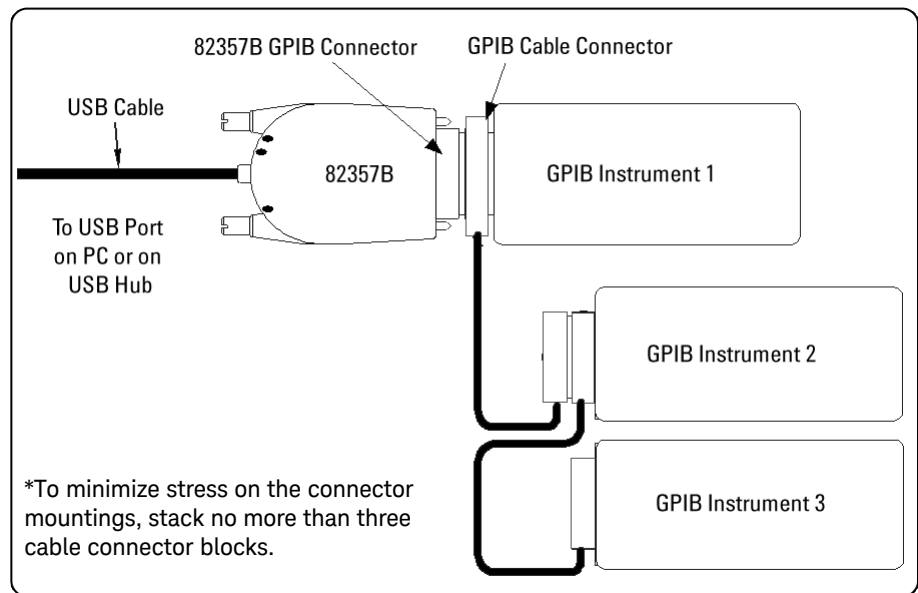 82357B GPIB Connector
GPIB Cable Connector
USB Cable
82357B
GPIB Instrument 1
To USB Port
on PC or on
USB Hub
GPIB Instrument 2
GPIB Instrument 3
*To minimize stress on the connector
mountings, stack no more than three
cable connector blocks.